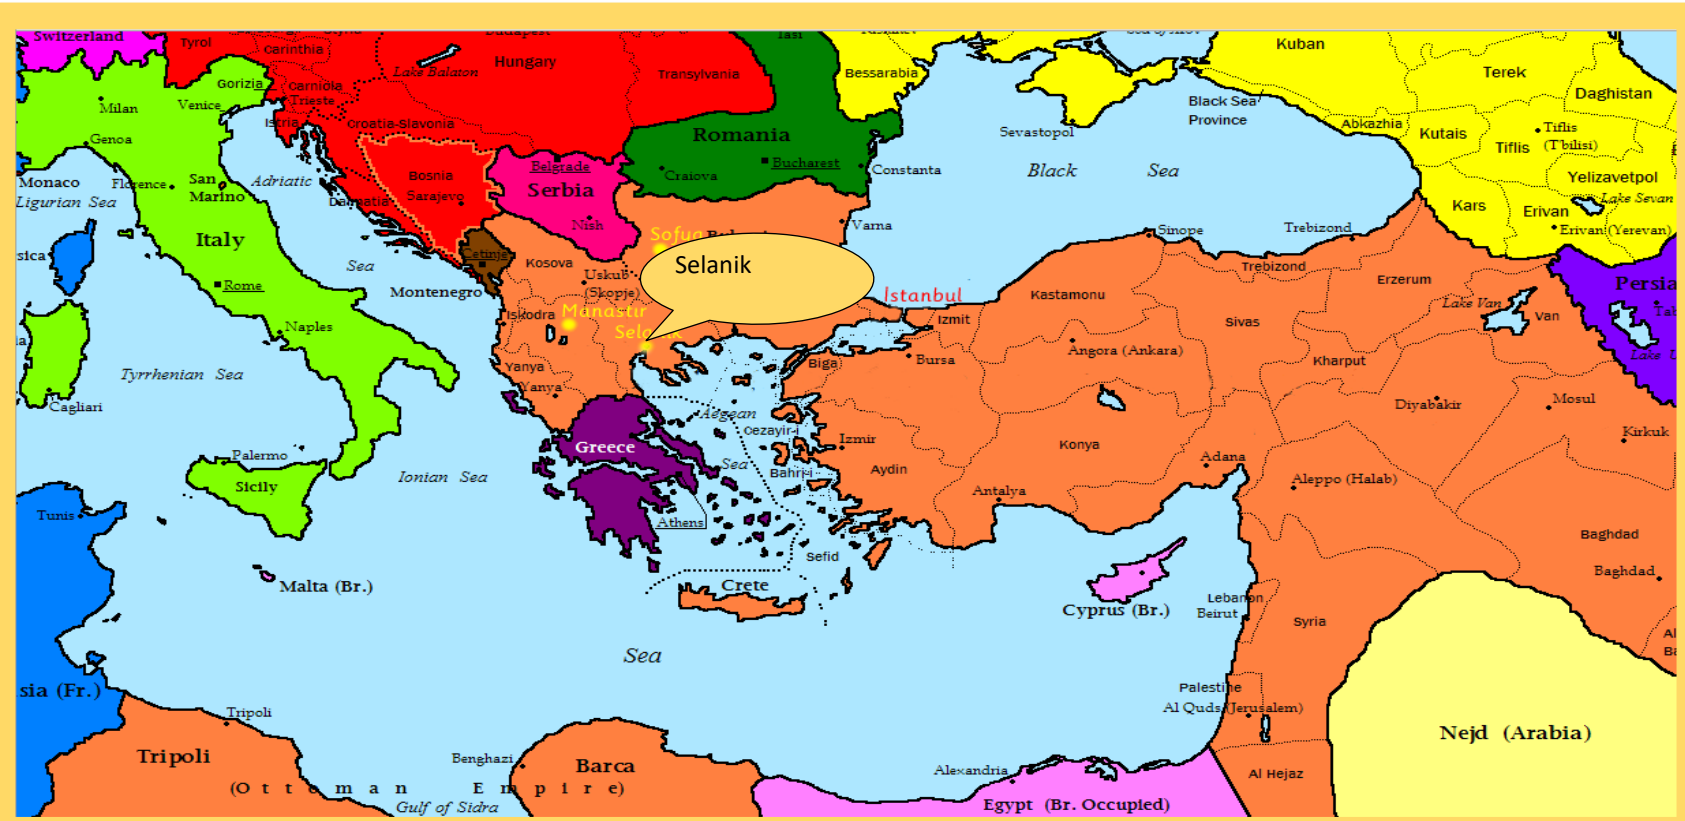 Switzerland
Tyrol
Carinthia
Budapest
Iasi
Kuban
Terek
Daghistan
Lake Balaton
Hungary
Transylvania
Bessarabia
Gorizia
Carniola
Trieste
Milan
Venice
Istria
Croatia-Slavonia
Romania
Bucharest
Craiova
Constanta
Sevastopol
Black Sea
Province
Abkazhia
Kutais
Tiflis
Tiflis
(T'bilisi)
Genoa
Monaco
Ligurian Sea
Florence
San
Marino
Adriatic
Bosnia
Sarajevo
Dalmatia
Belgrade
Serbia
Nish
Black Sea
Yelizavetpol
Lake Sevan
Kars
Erivan
Erivan (Yerevan)
Varna
Sinope
Trebizond
Italy
Sea
Cetinje
Montenegro
Kosova
Uskub
(Skopje)
Sofya
Selanik
Istanbul
Kastamonu
Trebizond
Erzerum
Persia
Rome
Naples
Iskodra
Manastir
Selanik
Izmit
Bursa
Biga
Angora (Ankara)
Sivas
Kharput
Lake Van
Van
Tyrrhenian Sea
Cagliari
Yanya
Yanya
Aegean
Sea
Cezayir-i
Bahri-i
Sefid
Izmir
Aydin
Konya
Antalya
Adana
Diyabakir
Mosul
Kirkuk
Aleppo (Halab)
Greece
Athens
Palermo
Sicily
Ionian Sea
Tunis
Malta (Br.)
Crete
Cyprus (Br.)
Lebanon
Beirut
Syria
Baghdad
Baghdad
Sea
sia (Fr.)
Tripoli
Tripoli
Benghazi
Barca
(Ottoman Empire)
Gulf of Sidra
Alexandria
Egypt (Br. Occupied)
Palestine
Al Quds (Jerusalem)
Al Hejaz
Nejd (Arabia)